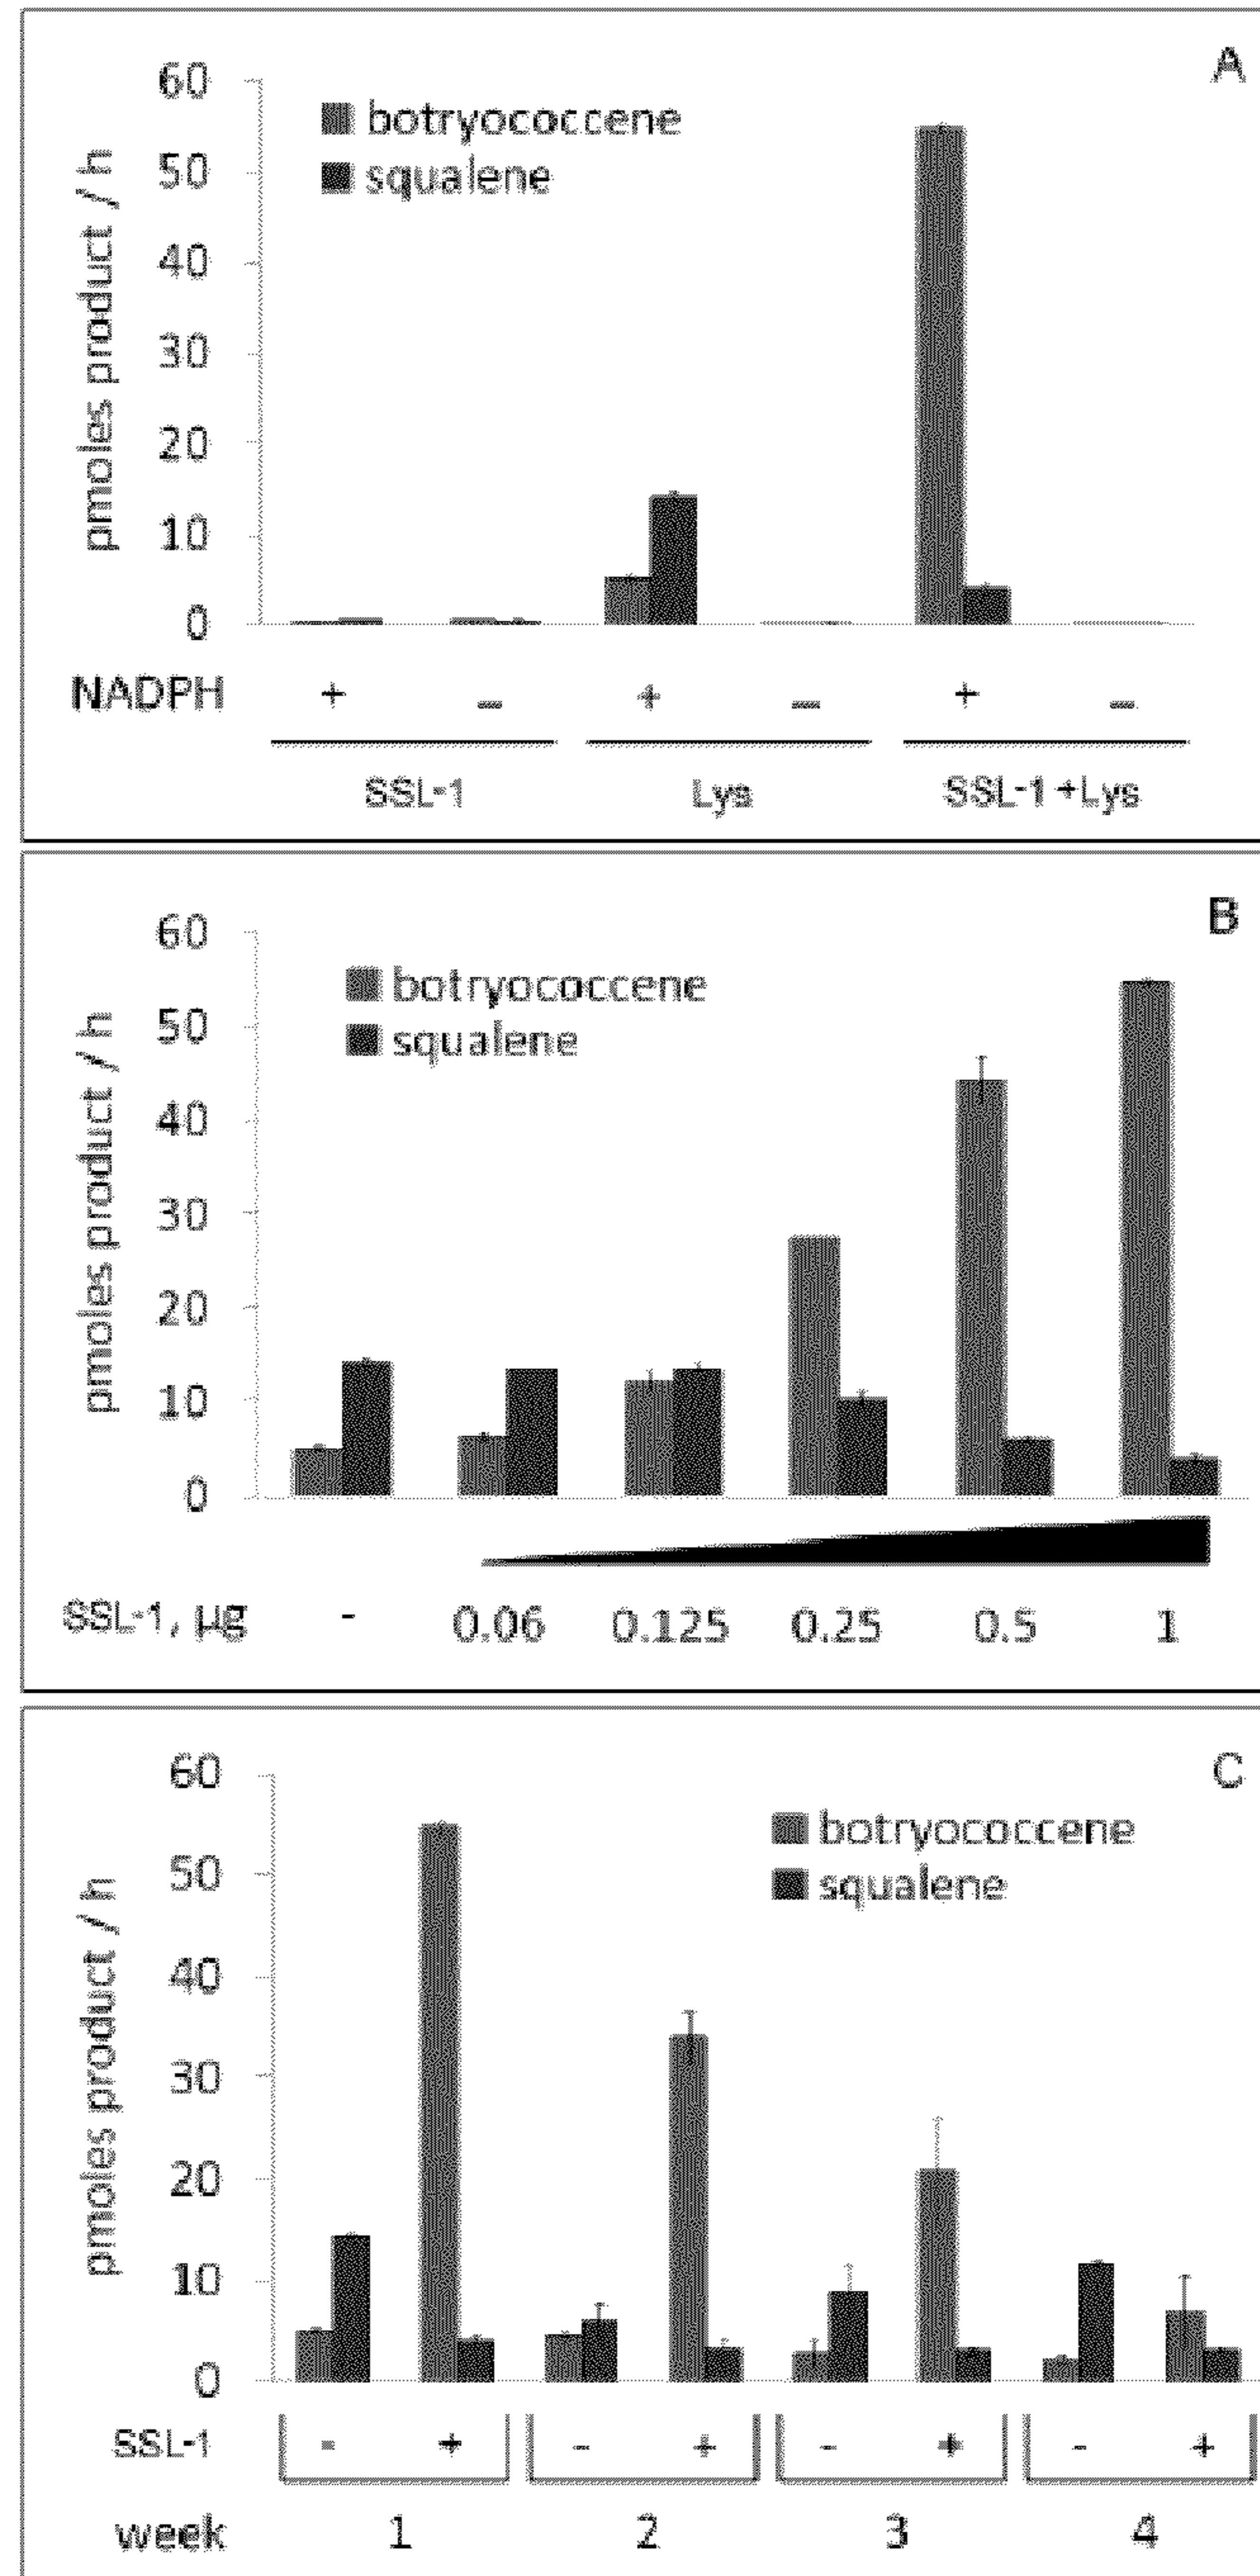 A
60
50
40
30
20
10
0
pmoles product / h
botryococcene
squalene
NADPH + – + – + –
SSL-1 Lys SSL-1+Lys
B
60
50
40
30
20
10
0
pmoles product / h
botryococcene
squalene
SSL-1, µg - 0.06 0.125 0.25 0.5 1
C
60
50
40
30
20
10
0
pmoles product / h
botryococcene
squalene
SSL-1 - + - + - + - +
week 1 2 3 4